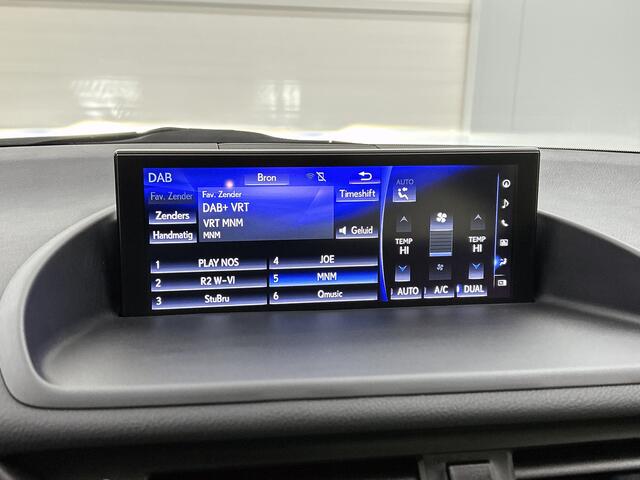 DAB
Bron
Fav. Zender
Zenders
Handmatig
Fav. Zender
DAB+ VRT
VRT MNM
MNM
Timeshift
Geluid
1 PLAY NOS
2 R2 W-VI
3 StuBru
4 JOE
5 MNM
6 Qmusic
AUTO
TEMP
HI
TEMP
HI
AUTO
A/C
DUAL